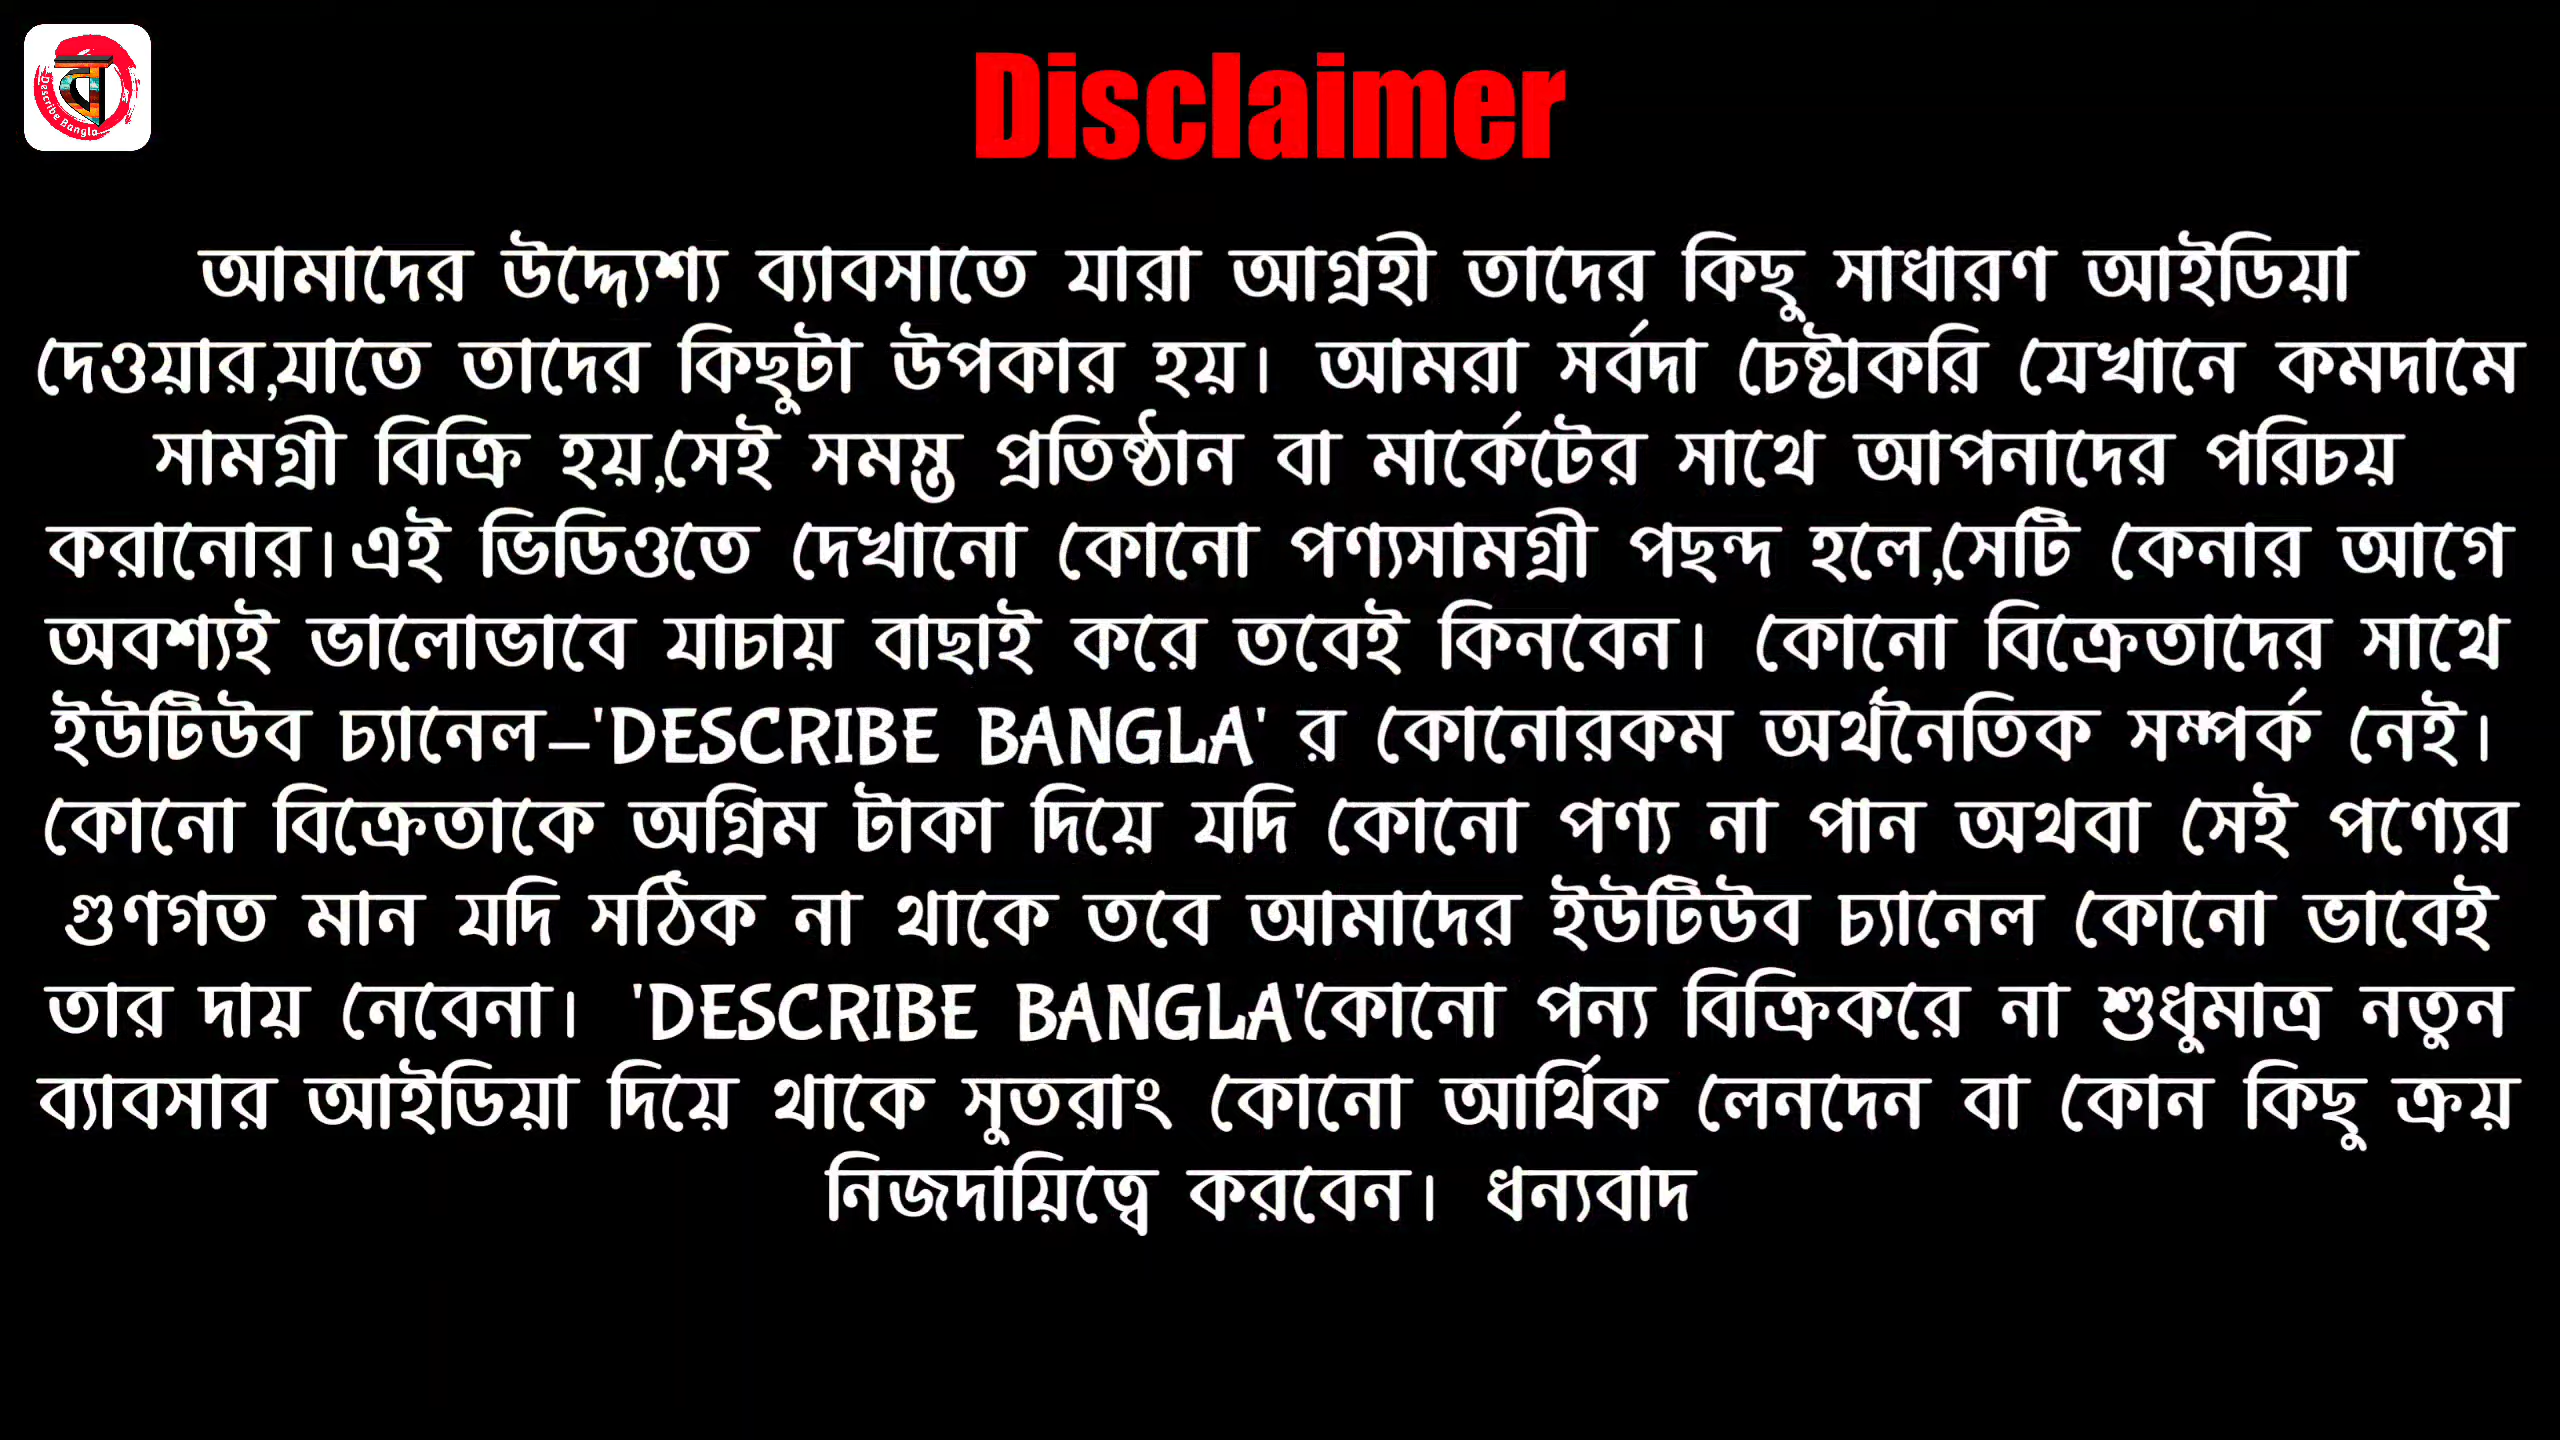 Describe Bangla
Disclaimer
আমাদের উদ্দ্যেশ্য ব্যাবসাতে যারা আগ্রহী তাদের কিছু সাধারণ আইডিয়া
দেওয়ার,যাতে তাদের কিছুটা উপকার হয়। আমরা সর্বদা চেষ্টাকরি যেখানে কমদামে
সামগ্রী বিক্রি হয়,সেই সমস্ত প্রতিষ্ঠান বা মার্কেটের সাথে আপনাদের পরিচয়
করানোর। এই ভিডিওতে দেখানো কোনো পণ্যসামগ্রী পছন্দ হলে,সেটি কেনার আগে
অবশ্যই ভালোভাবে যাচায় বাছাই করে তবেই কিনবেন। কোনো বিক্রেতাদের সাথে
ইউটিউব চ্যানেল–'DESCRIBE BANGLA' র কোনোরকম অর্থনৈতিক সম্পর্ক নেই।
কোনো বিক্রেতাকে অগ্রিম টাকা দিয়ে যদি কোনো পণ্য না পান অথবা সেই পণ্যের
গুণগত মান যদি সঠিক না থাকে তবে আমাদের ইউটিউব চ্যানেল কোনো ভাবেই
তার দায় নেবেনা। 'DESCRIBE BANGLA'কোনো পন্য বিক্রিকরে না শুধুমাত্র নতুন
ব্যাবসার আইডিয়া দিয়ে থাকে সুতরাং কোনো আর্থিক লেনদেন বা কোন কিছু ক্রয়
নিজদায়িত্বে করবেন। ধন্যবাদ